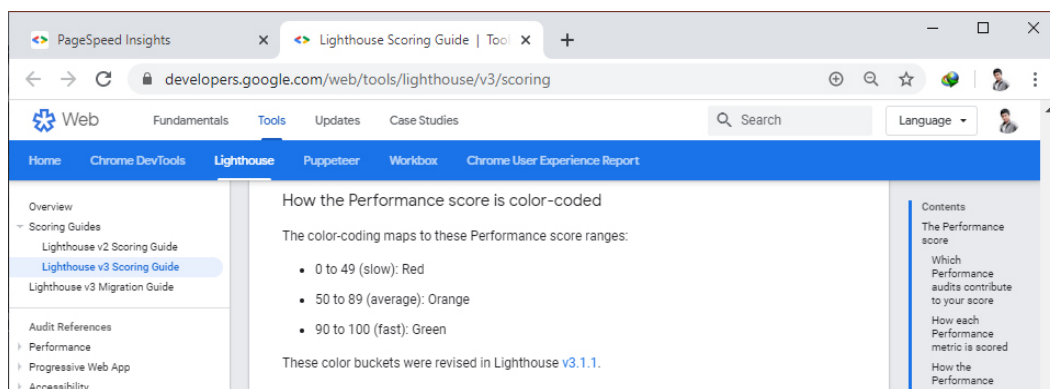 PageSpeed Insights
Lighthouse Scoring Guide | Tool
developers.google.com/web/tools/lighthouse/v3/scoring
Web
Fundamentals
Tools
Updates
Case Studies
Search
Language
Home
Chrome DevTools
Lighthouse
Puppeteer
Workbox
Chrome User Experience Report
Overview
Scoring Guides
Lighthouse v2 Scoring Guide
Lighthouse v3 Scoring Guide
Lighthouse v3 Migration Guide
Audit References
Performance
Progressive Web App
Accessibility
How the Performance score is color-coded
The color-coding maps to these Performance score ranges:
• 0 to 49 (slow): Red
• 50 to 89 (average): Orange
• 90 to 100 (fast): Green
These color buckets were revised in Lighthouse v3.1.1.
Contents
The Performance
score
Which
Performance
audits contribute
to your score
How each
Performance
metric is scored
How the
Performance